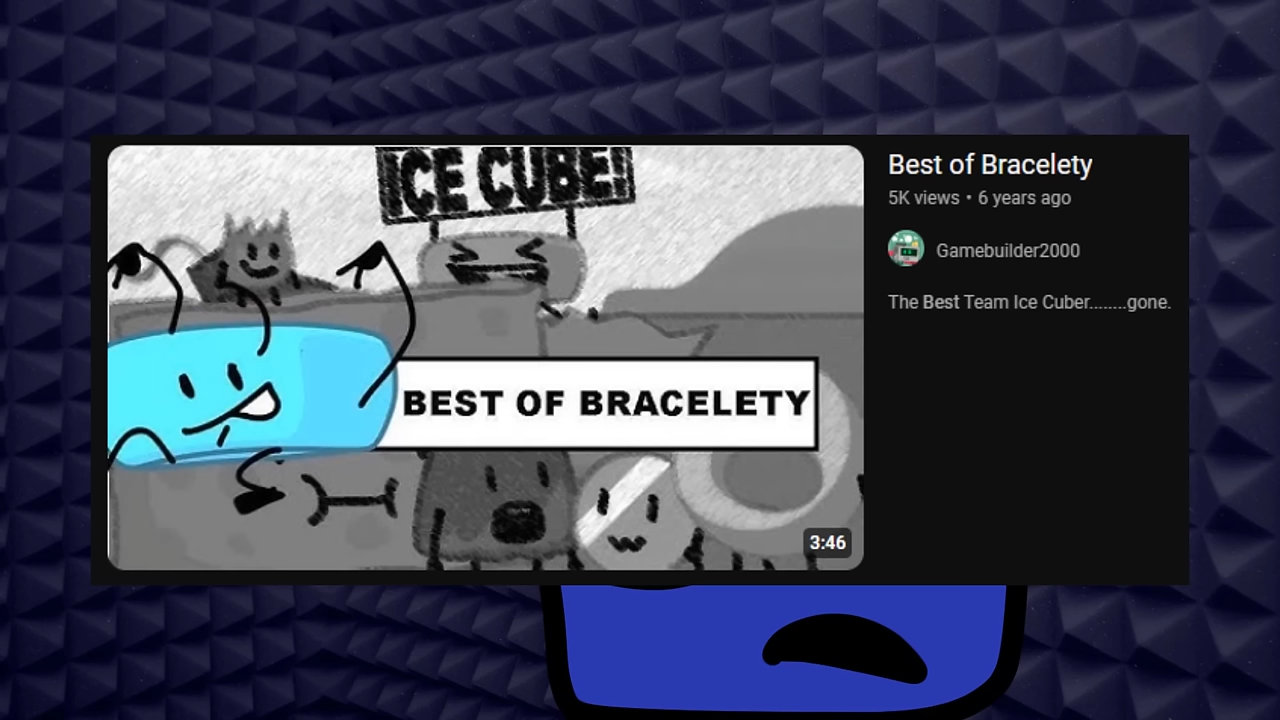 ICE CUBE!
BEST OF BRACELETY
3:46
Best of Bracelety
5K views • 6 years ago
Gamebuilder2000
The Best Team Ice Cuber........gone.